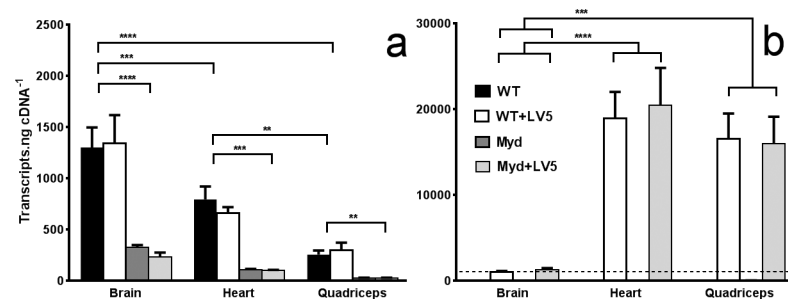 2500
2000
1500
1000
500
0
Transcripts.ng cDNA⁻¹
****
***
****
**
***
**
a
Brain Heart Quadriceps
30000
20000
10000
0
***
****
b
WT
WT+LV5
Myd
Myd+LV5
Brain Heart Quadriceps